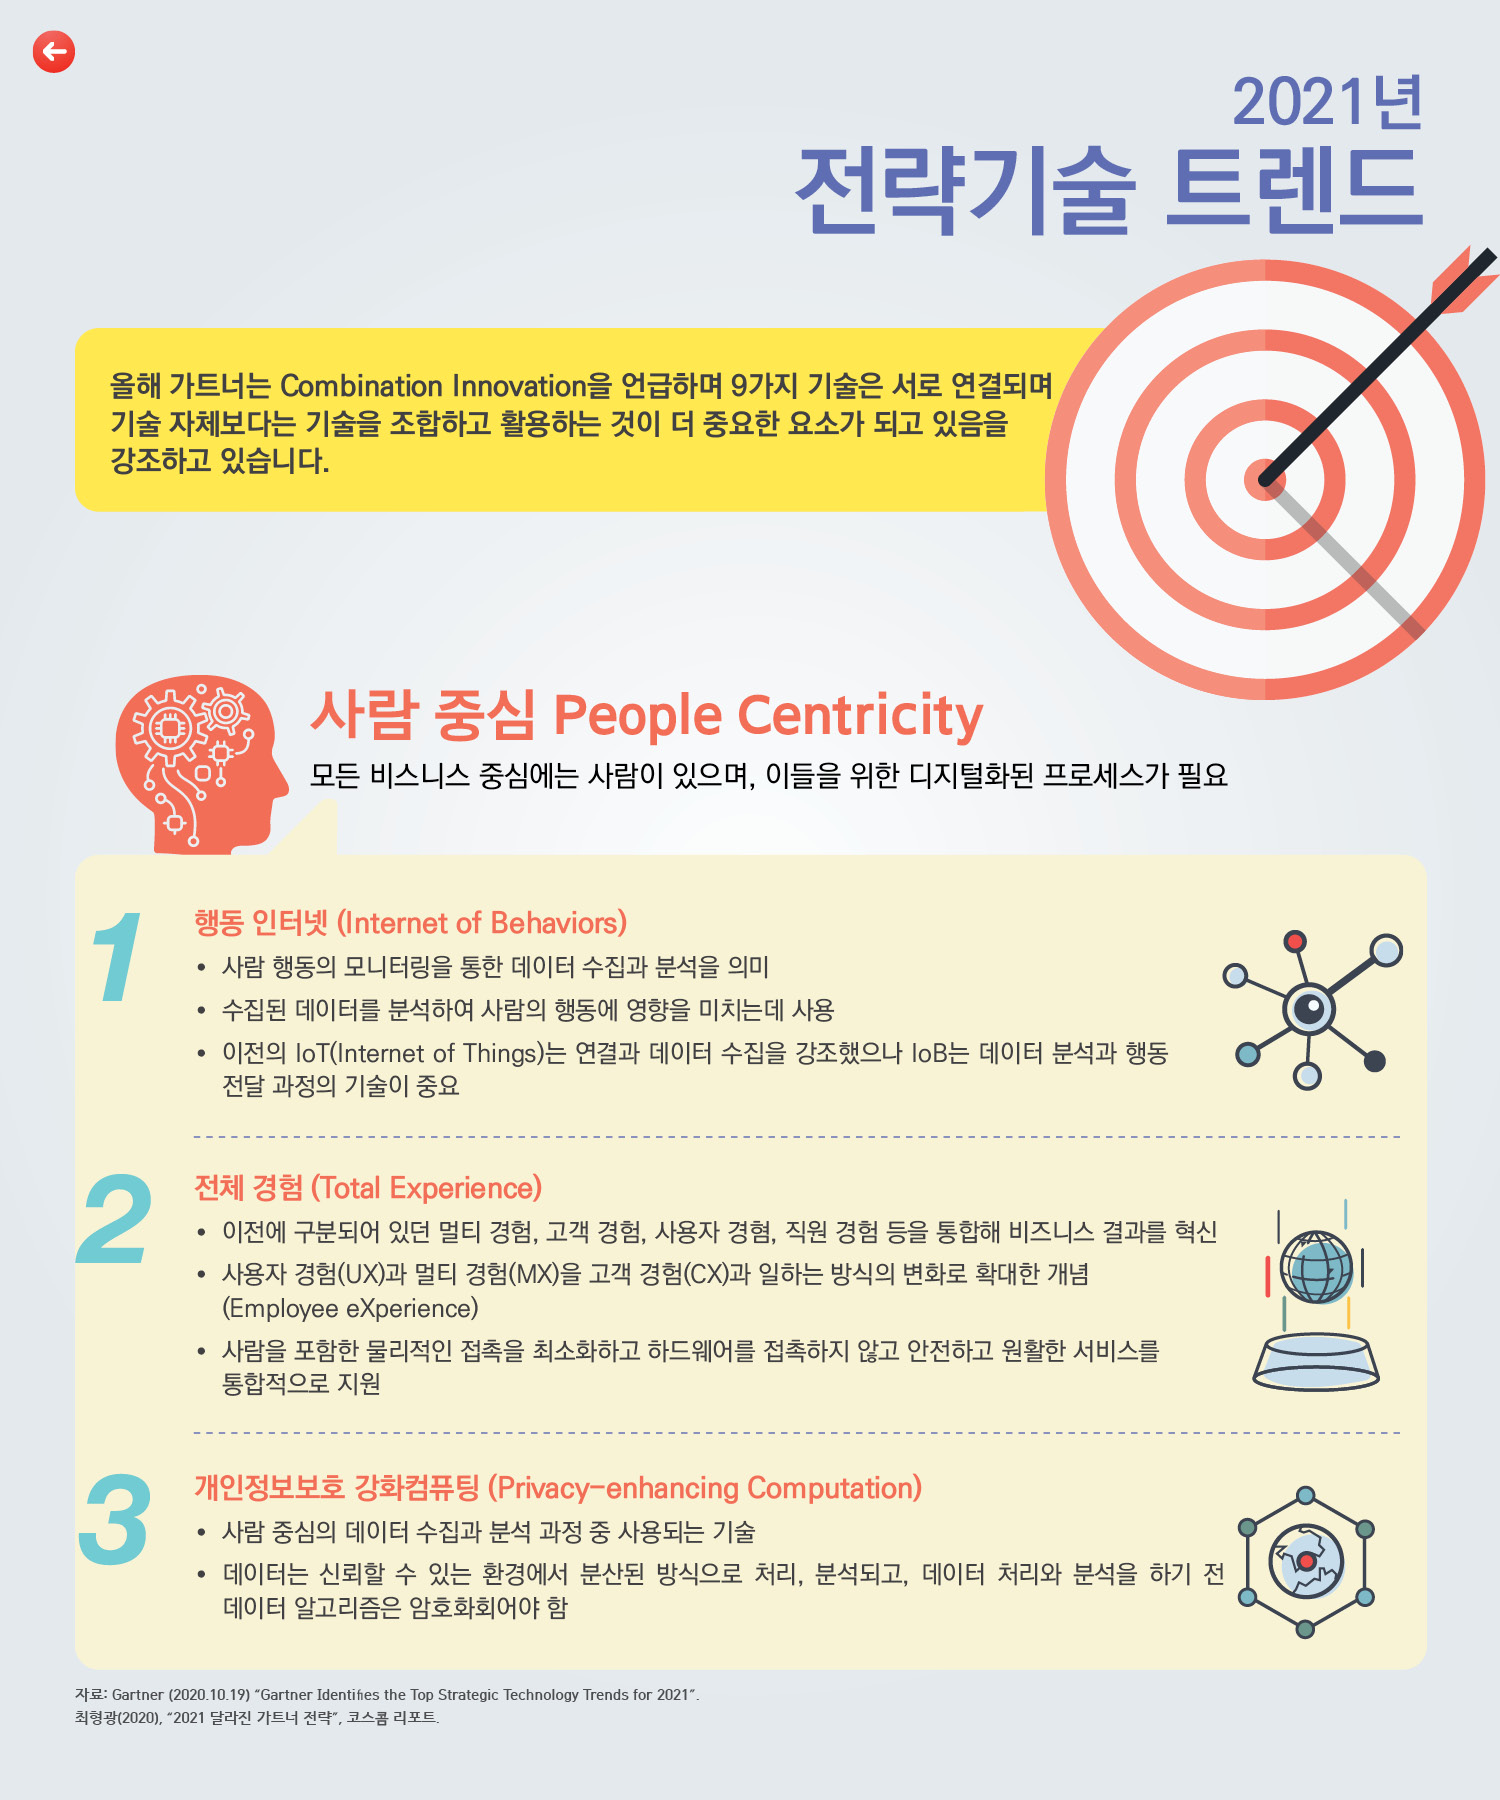 2021년
전략기술 트렌드
올해 가트너는 Combination Innovation을 언급하며 9가지 기술은 서로 연결되며
기술 자체보다는 기술을 조합하고 활용하는 것이 더 중요한 요소가 되고 있음을
강조하고 있습니다.
사람 중심 People Centricity
모든 비스니스 중심에는 사람이 있으며, 이들을 위한 디지털화된 프로세스가 필요
1
행동 인터넷 (Internet of Behaviors)
• 사람 행동의 모니터링을 통한 데이터 수집과 분석을 의미
• 수집된 데이터를 분석하여 사람의 행동에 영향을 미치는데 사용
• 이전의 IoT(Internet of Things)는 연결과 데이터 수집을 강조했으나 IoB는 데이터 분석과 행동
전달 과정의 기술이 중요
2
전체 경험 (Total Experience)
• 이전에 구분되어 있던 멀티 경험, 고객 경험, 사용자 경혐, 직원 경험 등을 통합해 비즈니스 결과를 혁신
• 사용자 경험(UX)과 멀티 경험(MX)을 고객 경험(CX)과 일하는 방식의 변화로 확대한 개념
(Employee eXperience)
• 사람을 포함한 물리적인 접촉을 최소화하고 하드웨어를 접촉하지 않고 안전하고 원활한 서비스를
통합적으로 지원
3
개인정보보호 강화컴퓨팅 (Privacy-enhancing Computation)
• 사람 중심의 데이터 수집과 분석 과정 중 사용되는 기술
• 데이터는 신뢰할 수 있는 환경에서 분산된 방식으로 처리, 분석되고, 데이터 처리와 분석을 하기 전
데이터 알고리즘은 암호화회어야 함
자료: Gartner (2020.10.19) “Gartner Identifies the Top Strategic Technology Trends for 2021”.
최형광(2020), “2021 달라진 가트너 전략”, 코스콤 리포트.